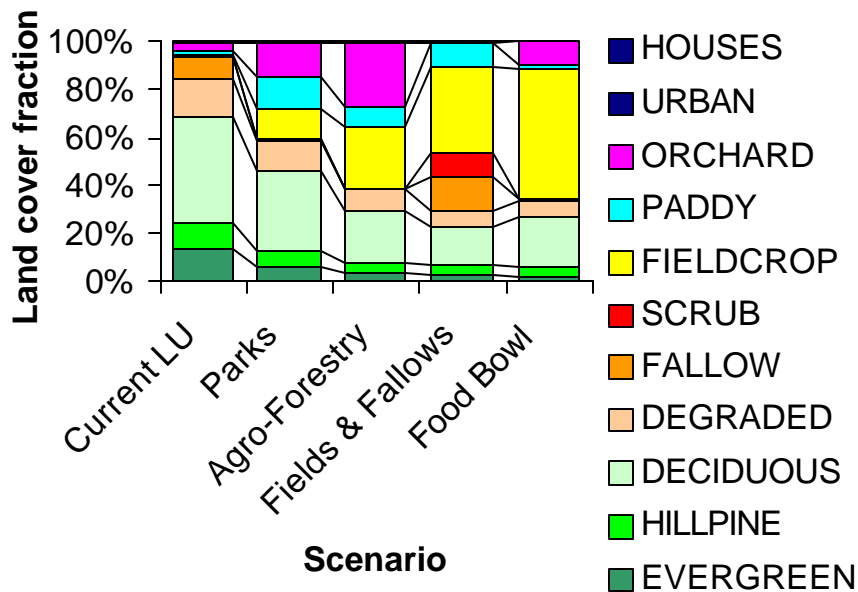 Land cover fraction
100%
80%
60%
40%
20%
0%
Current LU
Parks
Agro-Forestry
Fields & Fallows
Food Bowl
Scenario
HOUSES
URBAN
ORCHARD
PADDY
FIELDCROP
SCRUB
FALLOW
DEGRADED
DECIDUOUS
HILLPINE
EVERGREEN